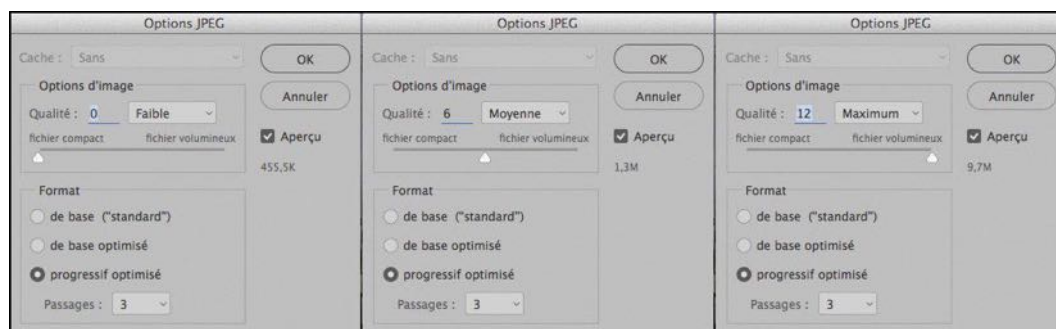 Options JPEG
Cache : Sans
OK
Options d'image
Annuler
Qualité : 0 Faible
fichier compact fichier volumineux
Aperçu
455,5K
Format
de base ("standard")
de base optimisé
progressif optimisé
Passages : 3
Options JPEG
Cache : Sans
OK
Options d'image
Annuler
Qualité : 6 Moyenne
fichier compact fichier volumineux
Aperçu
1,3M
Format
de base ("standard")
de base optimisé
progressif optimisé
Passages : 3
Options JPEG
Cache : Sans
OK
Options d'image
Annuler
Qualité : 12 Maximum
fichier compact fichier volumineux
Aperçu
9,7M
Format
de base ("standard")
de base optimisé
progressif optimisé
Passages : 3